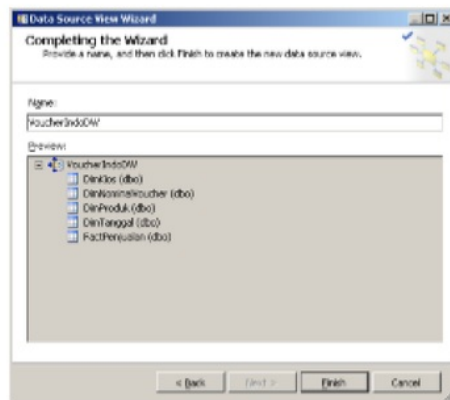 Data Source View Wizard
Completing the Wizard
Provide a name, and then click Finish to create the new data source view.
Name:
VoucherIndoDW
Preview:
VoucherIndoDW
DimKios (dbo)
DimNominalVoucher (dbo)
DimProduk (dbo)
DimTanggal (dbo)
FactPenjualan (dbo)
< Back Next > Finish Cancel